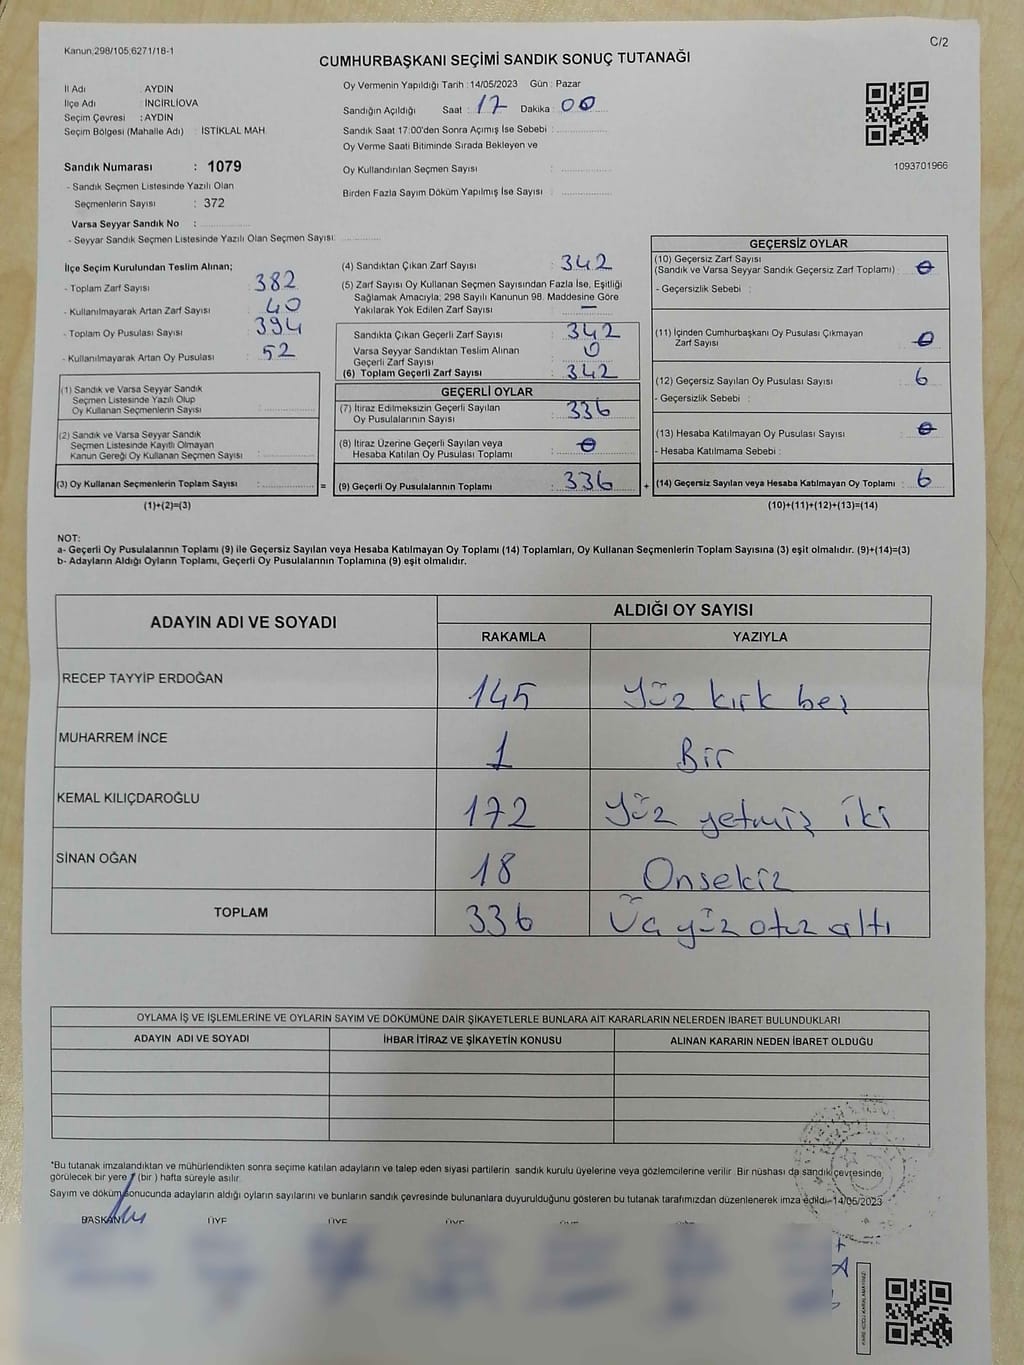 Kanun;298/105,6271/18-1
C/2
CUMHURBAŞKANI SEÇİMİ SANDIK SONUÇ TUTANAĞI
İl Adı : AYDIN
İlçe Adı : İNCİRLİOVA
Seçim Çevresi : AYDIN
Seçim Bölgesi (Mahalle Adı) : İSTİKLAL MAH.
Sandık Numarası : 1079
- Sandık Seçmen Listesinde Yazılı Olan
Seçmenlerin Sayısı : 372
Varsa Seyyar Sandık No :
- Seyyar Sandık Seçmen Listesinde Yazılı Olan Seçmen Sayısı:
Oy Vermenin Yapıldığı Tarih :14/05/2023 Gün : Pazar
Sandığın Açıldığı Saat : 17 Dakika : 00
Sandık Saat 17:00'den Sonra Açımış İse Sebebi :
Oy Verme Saati Bitiminde Sırada Bekleyen ve
Oy Kullandırılan Seçmen Sayısı :
Birden Fazla Sayım Döküm Yapılmış İse Sayısı :
1093701966
İlçe Seçim Kurulundan Teslim Alınan;
- Toplam Zarf Sayısı : 382
- Kullanılmayarak Artan Zarf Sayısı : 40
- Toplam Oy Pusulası Sayısı : 394
- Kullanılmayarak Artan Oy Pusulası : 52
(1) Sandık ve Varsa Seyyar Sandık
Seçmen Listesinde Yazılı Olup
Oy Kullanan Seçmenlerin Sayısı :
(2) Sandık ve Varsa Seyyar Sandık
Seçmen Listesinde Kayıtlı Olmayan
Kanun Gereği Oy Kullanan Seçmen Sayısı :
(3) Oy Kullanan Seçmenlerin Toplam Sayısı : =
(1)+(2)=(3)
(4) Sandıktan Çıkan Zarf Sayısı : 342
(5) Zarf Sayısı Oy Kullanan Seçmen Sayısından Fazla İse, Eşitliği
Sağlamak Amacıyla; 298 Sayılı Kanunun 98. Maddesine Göre
Yakılarak Yok Edilen Zarf Sayısı : —
Sandıkta Çıkan Geçerli Zarf Sayısı : 342
Varsa Seyyar Sandıktan Teslim Alınan
Geçerli Zarf Sayısı : 0
(6) Toplam Geçerli Zarf Sayısı : 342
GEÇERLİ OYLAR
(7) İtiraz Edilmeksizin Geçerli Sayılan
Oy Pusulalarının Sayısı : 336
(8) İtiraz Üzerine Geçerli Sayılan veya
Hesaba Katılan Oy Pusulası Toplamı : 0
(9) Geçerli Oy Pusulalarının Toplamı : 336 +
GEÇERSİZ OYLAR
(10) Geçersiz Zarf Sayısı
(Sandık ve Varsa Seyyar Sandık Geçersiz Zarf Toplamı) : 0
- Geçersizlik Sebebi :
(11) İçinden Cumhurbaşkanı Oy Pusulası Çıkmayan
Zarf Sayısı : 0
(12) Geçersiz Sayılan Oy Pusulası Sayısı : 6
- Geçersizlik Sebebi :
(13) Hesaba Katılmayan Oy Pusulası Sayısı : 0
- Hesaba Katılmama Sebebi :
(14) Geçersiz Sayılan veya Hesaba Katılmayan Oy Toplamı : 6
(10)+(11)+(12)+(13)=(14)
NOT:
a- Geçerli Oy Pusulalarının Toplamı (9) ile Geçersiz Sayılan veya Hesaba Katılmayan Oy Toplamı (14) Toplamları, Oy Kullanan Seçmenlerin Toplam Sayısına (3) eşit olmalıdır. (9)+(14)=(3)
b- Adayların Aldığı Oyların Toplamı, Geçerli Oy Pusulalarının Toplamına (9) eşit olmalıdır.
ADAYIN ADI VE SOYADI ALDIĞI OY SAYISI
RAKAMLA YAZIYLA
RECEP TAYYİP ERDOĞAN 145 Yüz kırk beş
MUHARREM İNCE 1 Bir
KEMAL KILIÇDAROĞLU 172 Yüz yetmiş iki
SİNAN OĞAN 18 Onsekiz
TOPLAM 336 Üç yüz otuz altı
OYLAMA İŞ VE İŞLEMLERİNE VE OYLARIN SAYIM VE DÖKÜMÜNE DAİR ŞİKAYETLERLE BUNLARA AİT KARARLARIN NELERDEN İBARET BULUNDUKLARI
ADAYIN ADI VE SOYADI İHBAR İTİRAZ VE ŞİKAYETİN KONUSU ALINAN KARARIN NEDEN İBARET OLDUĞU
*Bu tutanak imzalandıktan ve mühürlendikten sonra seçime katılan adayların ve talep eden siyasi partilerin sandık kurulu üyelerine veya gözlemcilerine verilir. Bir nüshası da sandık çevresinde
görülecek bir yere 1 (bir ) hafta süreyle asılır.
Sayım ve döküm sonucunda adayların aldığı oyların sayılarını ve bunların sandık çevresinde bulunanlara duyurulduğunu gösteren bu tutanak tarafımızdan düzenlenerek imza edildi.14/05/2023
BAŞKAN ÜYE ÜYE ÜYE ÜYE